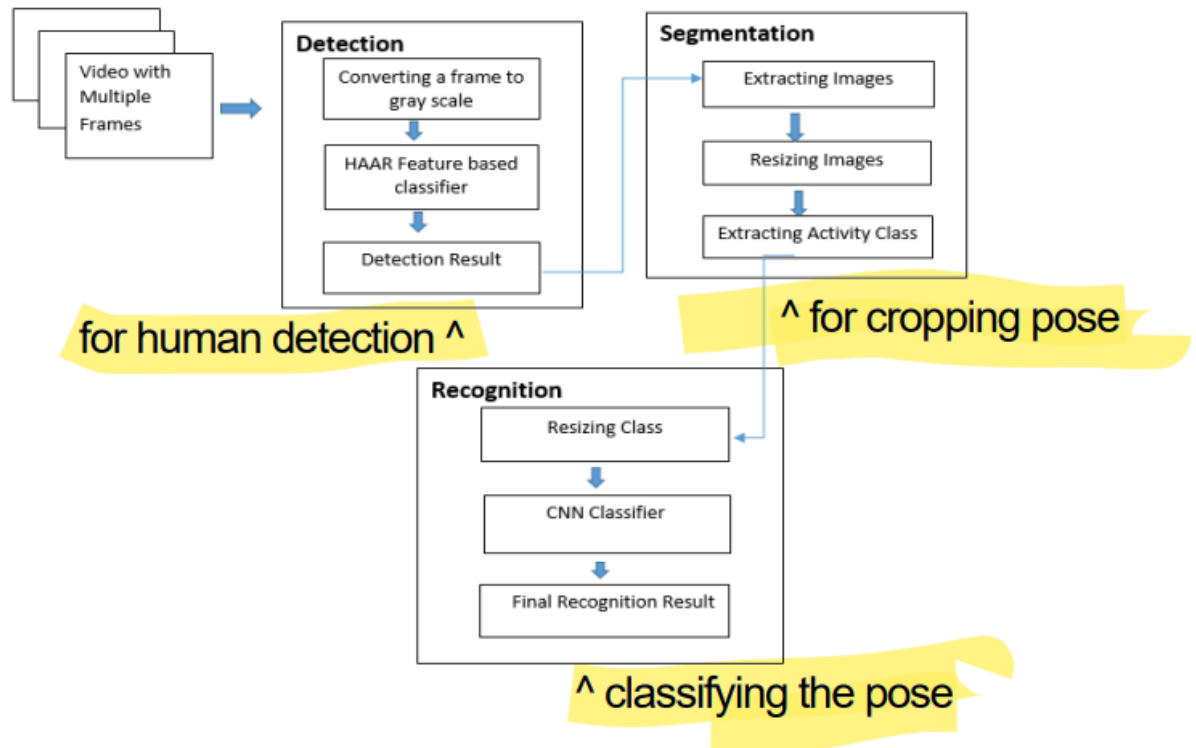 Video with
Multiple
Frames
Detection
Converting a frame to
gray scale
HAAR Feature based
classifier
Detection Result
for human detection ^
Segmentation
Extracting Images
Resizing Images
Extracting Activity Class
^ for cropping pose
Recognition
Resizing Class
CNN Classifier
Final Recognition Result
^ classifying the pose